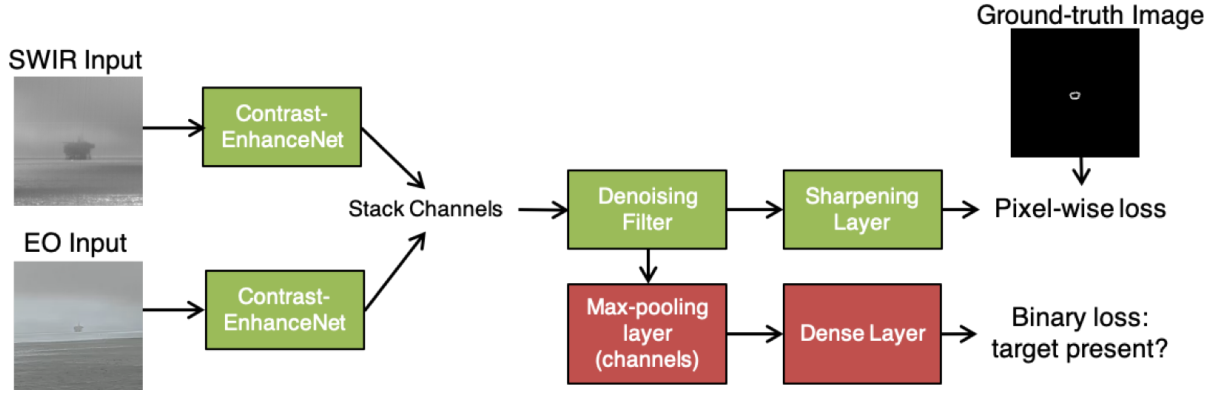 Ground-truth Image
SWIR Input
Contrast-
EnhanceNet
Stack Channels
EO Input
Contrast-
EnhanceNet
Denoising
Filter
Sharpening
Layer
Pixel-wise loss
Max-pooling
layer
(channels)
Dense Layer
Binary loss:
target present?